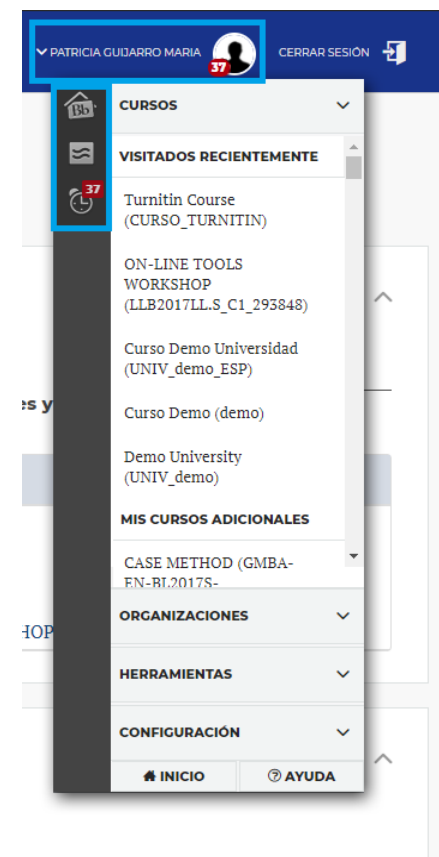 PATRICIA GUIJARRO MARIA
37
CERRAR SESIÓN
Bb
CURSOS
VISITADOS RECIENTEMENTE
37
Turnitin Course
(CURSO_TURNITIN)
ON-LINE TOOLS
WORKSHOP
(LLB2017LL.S_C1_293848)
Curso Demo Universidad
(UNIV_demo_ESP)
es y
Curso Demo (demo)
Demo University
(UNIV_demo)
MIS CURSOS ADICIONALES
CASE METHOD (GMBA-
EN-BL2017S-
ORGANIZACIONES
HOP
HERRAMIENTAS
CONFIGURACIÓN
INICIO
? AYUDA